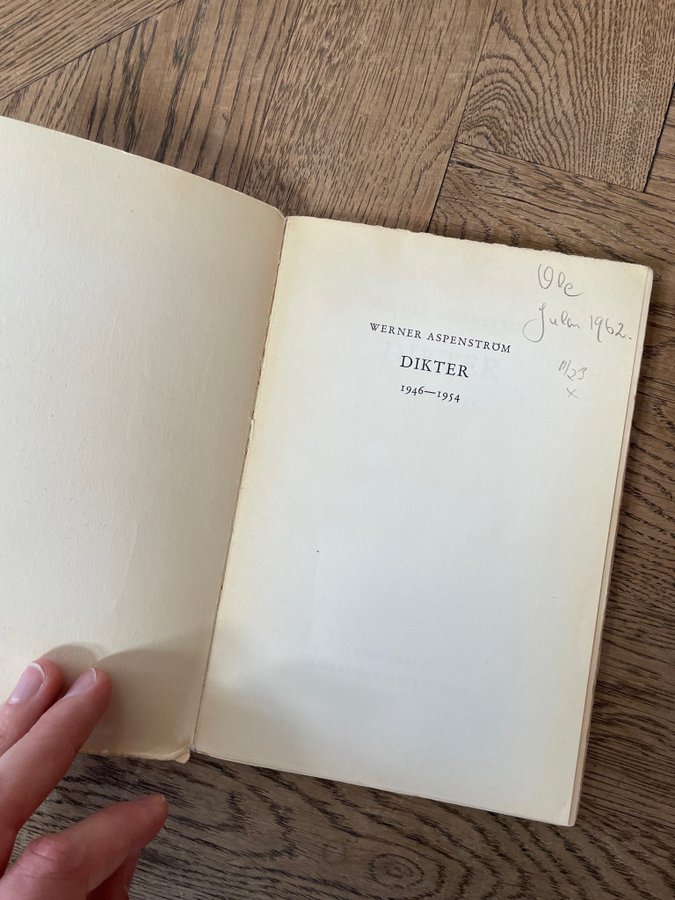 Ole
Julen 1962.
WERNER ASPENSTRÖM
DIKTER
1946—1954
11/23
x